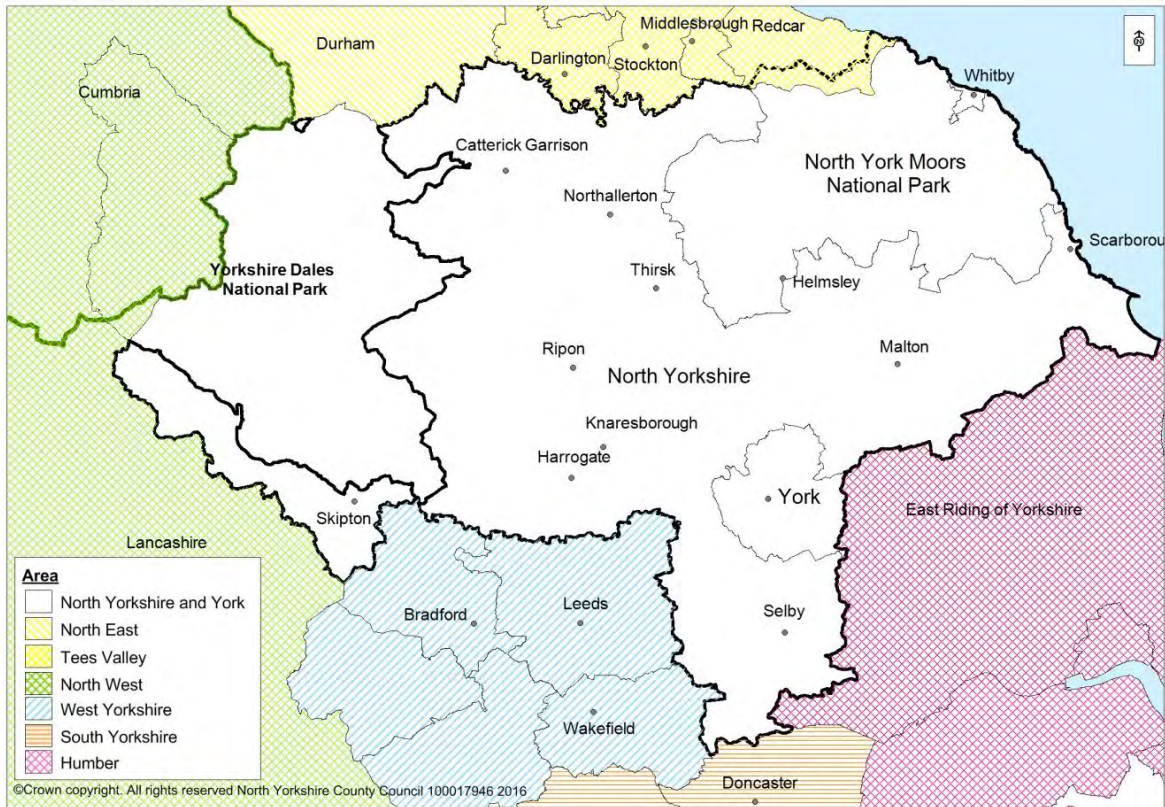 Middlesbrough
Redcar
Durham
Darlington
Stockton
Whitby
Cumbria
Catterick Garrison
North York Moors
National Park
Northallerton
Scarborou
Yorkshire Dales
National Park
Thirsk
Helmsley
Ripon
North Yorkshire
Malton
Knaresborough
Harrogate
York
Skipton
East Riding of Yorkshire
Lancashire
Bradford
Leeds
Selby
Wakefield
Doncaster
Area
North Yorkshire and York
North East
Tees Valley
North West
West Yorkshire
South Yorkshire
Humber
©Crown copyright. All rights reserved North Yorkshire County Council 100017946 2016